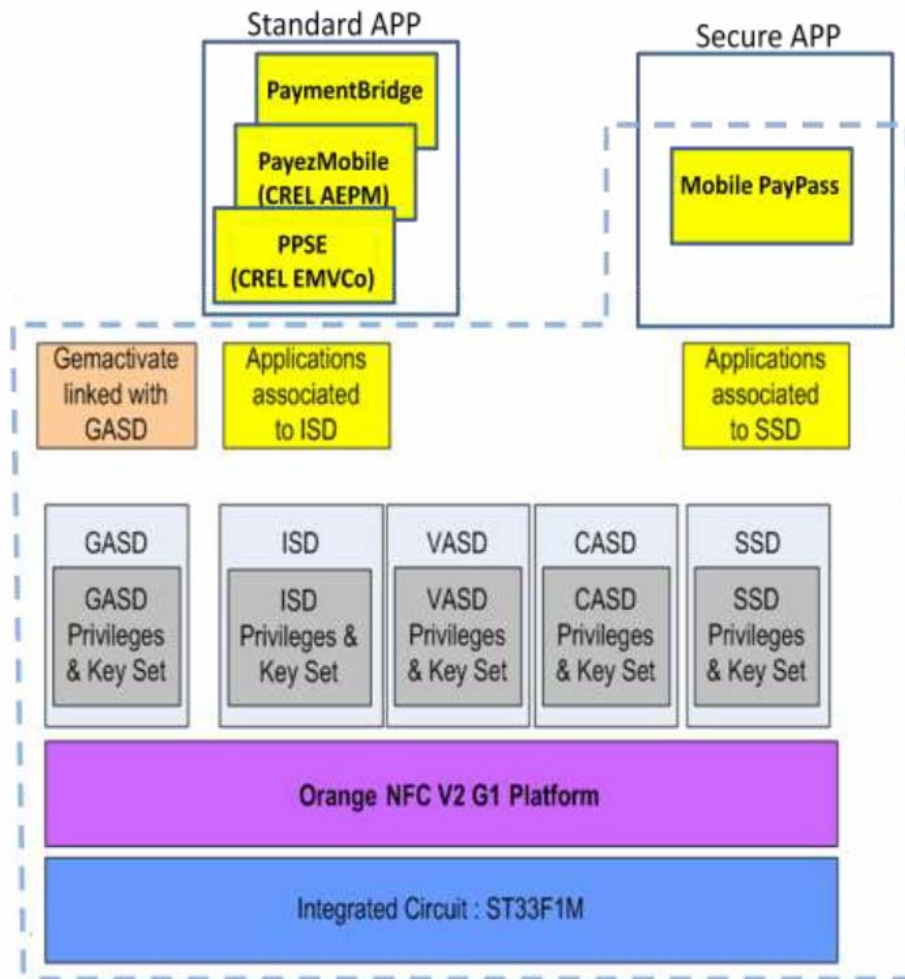 Standard APP
Secure APP
PaymentBridge
PayezMobile
(CREL AEPM)
PPSE
(CREL EMVCo)
Mobile PayPass
Gemactivate
linked with
GASD
Applications
associated
to ISD
Applications
associated
to SSD
GASD
GASD
Privileges
& Key Set
ISD
ISD
Privileges &
Key Set
VASD
VASD
Privileges
& Key Set
CASD
CASD
Privileges
& Key Set
SSD
SSD
Privileges
& Key Set
Orange NFC V2 G1 Platform
Integrated Circuit : ST33F1M